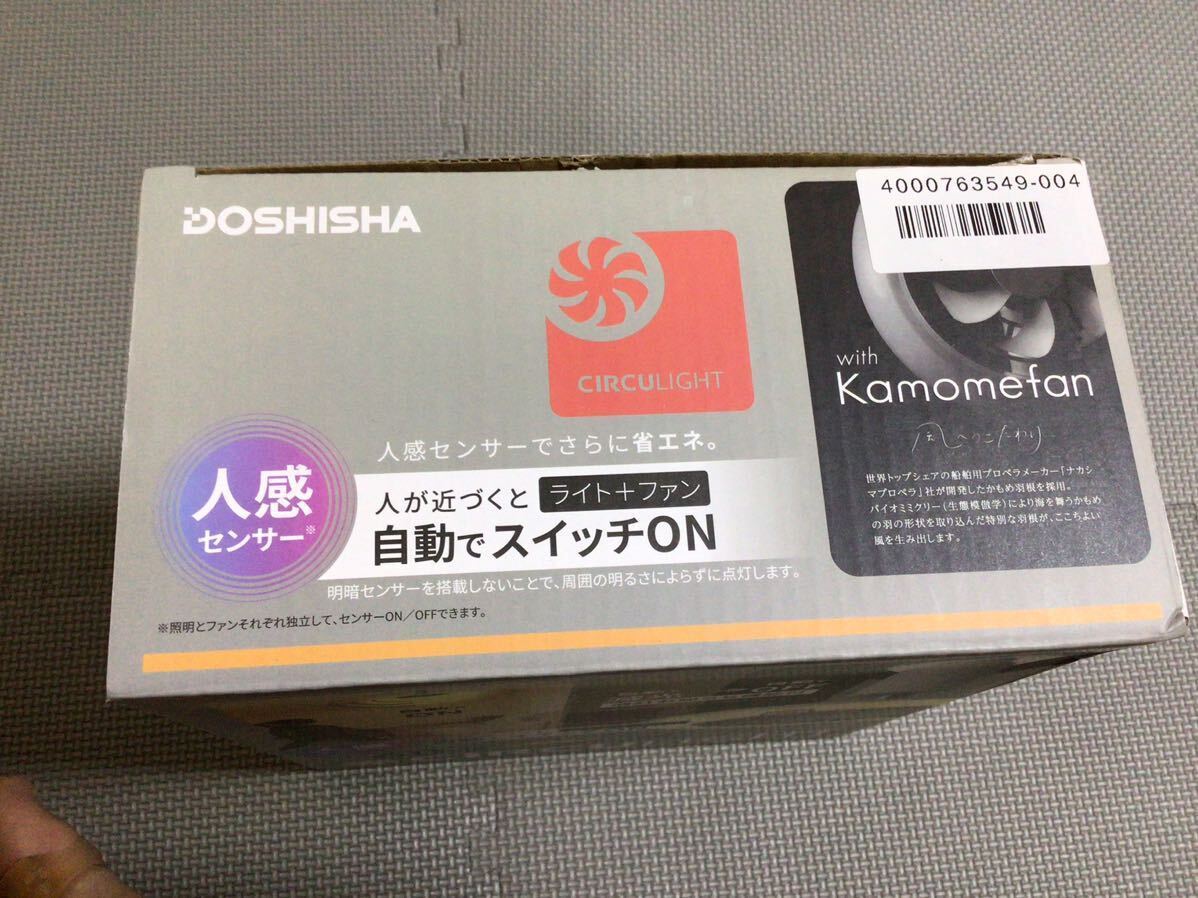 DOSHISHA
4000763549-004
CIRCULIGHT
with
Kamomefan
風へのこだわり
世界トップシェアの船舶用プロペラメーカー「ナカシ
マプロペラ」社が開発したかもめ羽根を採用。
バイオミミクリー(生態模倣学)により海を舞うかもめ
の羽の形状を取り込んだ特別な羽根が、ここちよい
風を生み出します。
人感センサーでさらに省エネ。
人感
センサー※
人が近づくと ライト+ファン
自動でスイッチON
明暗センサーを搭載しないことで、周囲の明るさによらずに点灯します。
※照明とファンそれぞれ独立して、センサーON/OFFできます。